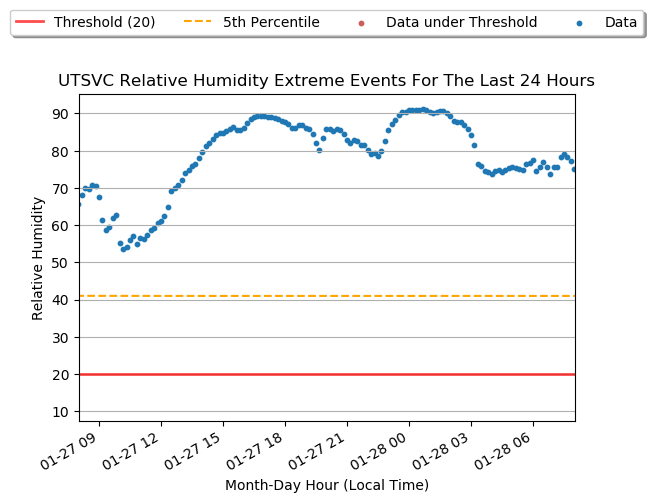 Threshold (20) 5th Percentile Data under Threshold Data
UTSVC Relative Humidity Extreme Events For The Last 24 Hours
Relative Humidity
90
80
70
60
50
40
30
20
10
01-27 09 01-27 12 01-27 15 01-27 18 01-27 21 01-28 00 01-28 03 01-28 06
Month-Day Hour (Local Time)